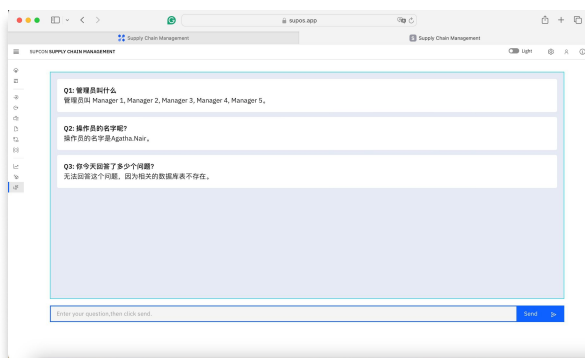 supos.app
Supply Chain Management
Supply Chain Management
SUPCON SUPPLY CHAIN MANAGEMENT
Light
Q1: 管理员叫什么
管理员叫 Manager 1, Manager 2, Manager 3, Manager 4, Manager 5。
Q2: 操作员的名字呢?
操作员的名字是Agatha.Nair。
Q3: 你今天回答了多少个问题?
无法回答这个问题，因为相关的数据库表不存在。
Enter your question,then click send.
Send